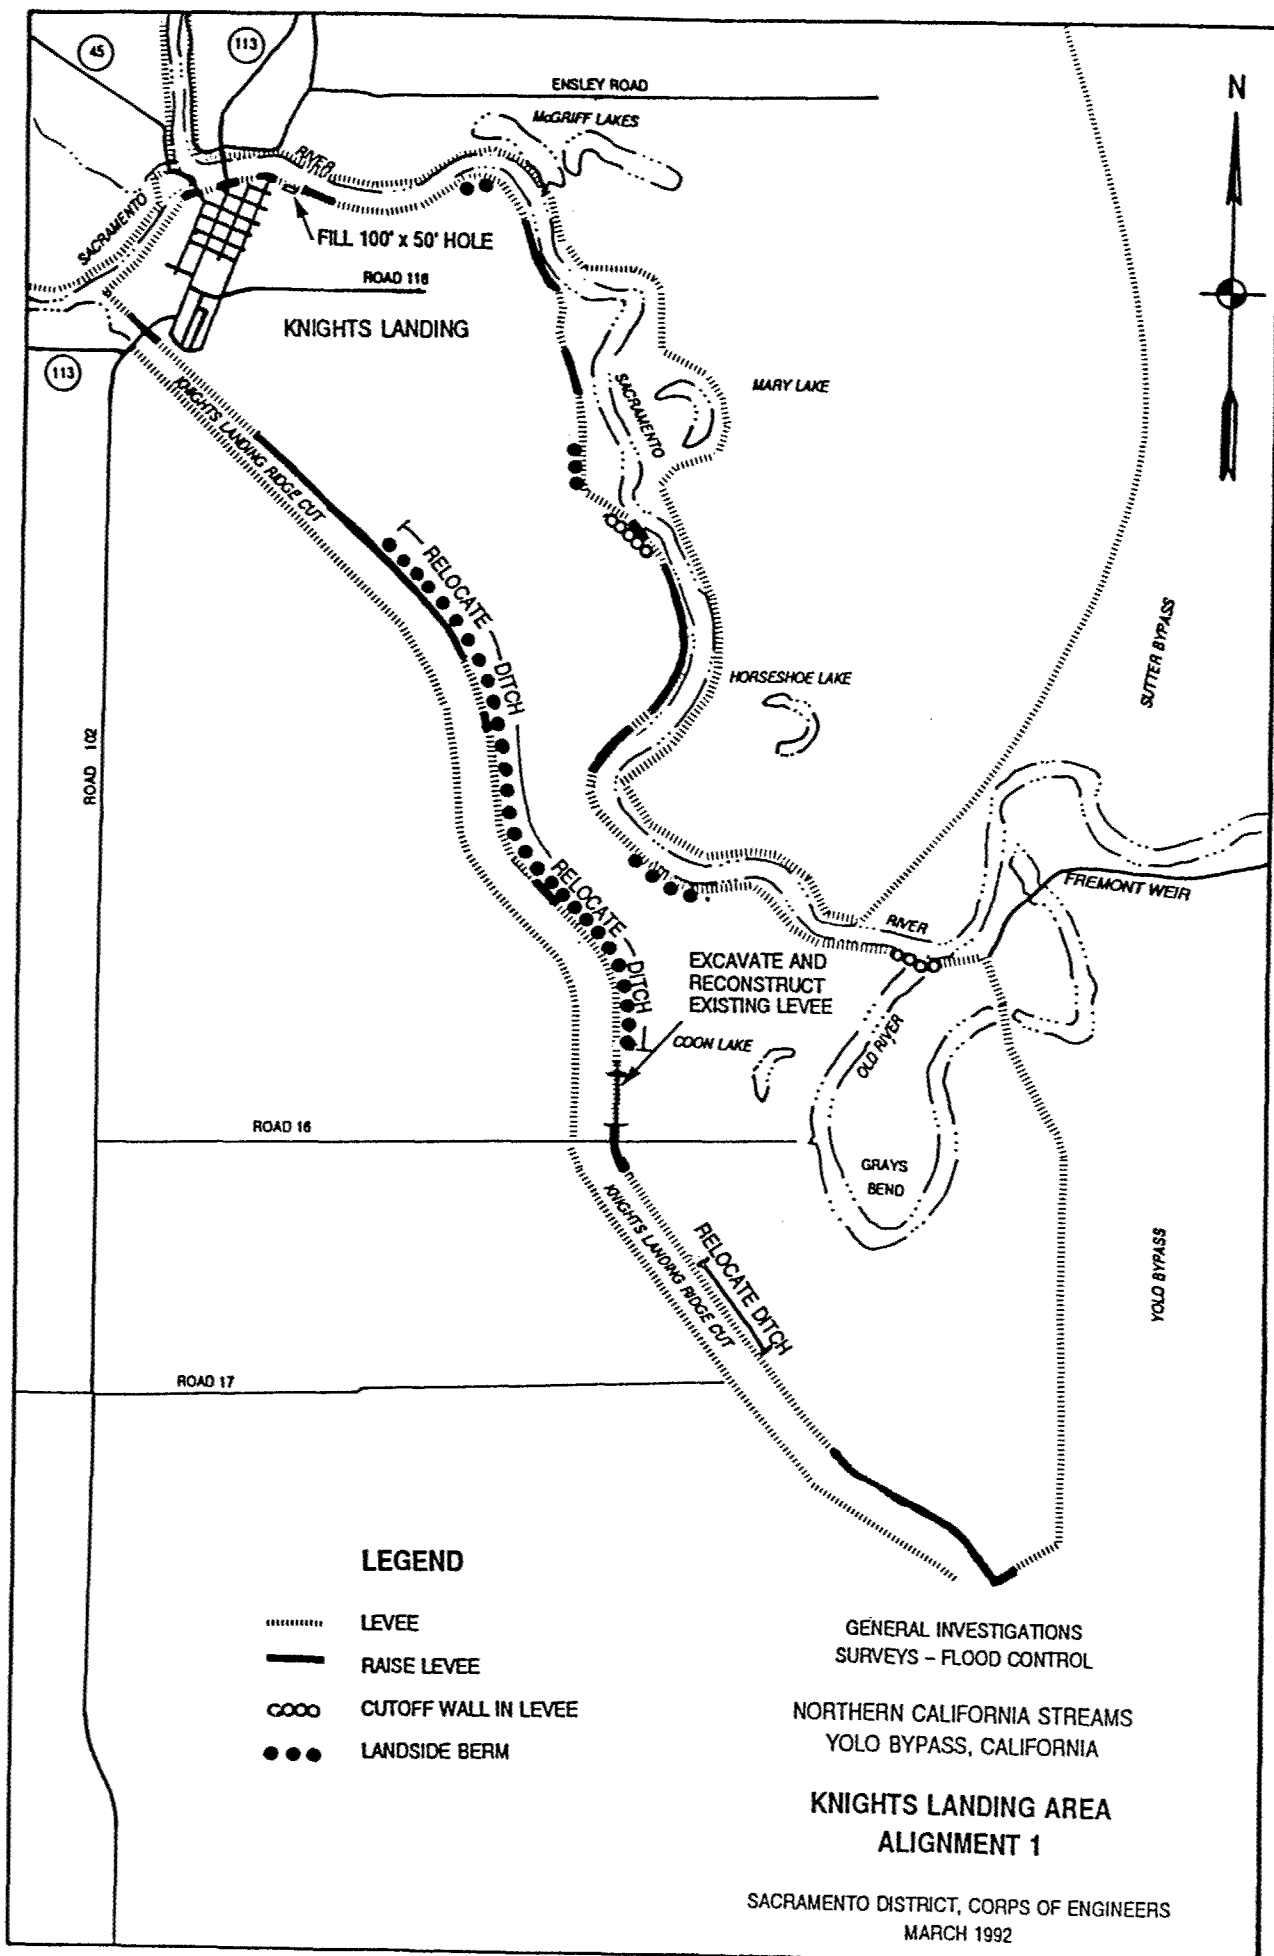 45
113
ENSLEY ROAD
N
McGRIFF LAKES
RIVER
SACRAMENTO
FILL 100' x 50' HOLE
ROAD 116
KNIGHTS LANDING
113
MARY LAKE
SACRAMENTO
KNIGHTS LANDING RIDGE CUT
RELOCATE
DITCH
HORSESHOE LAKE
SUTTER BYPASS
ROAD 102
RELOCATE
DITCH
FREMONT WEIR
RIVER
EXCAVATE AND
RECONSTRUCT
EXISTING LEVEE
COON LAKE
OLD RIVER
ROAD 16
GRAYS
BEND
KNIGHTS LANDING RIDGE CUT
RELOCATE DITCH
YOLO BYPASS
ROAD 17
LEGEND
LEVEE
RAISE LEVEE
CUTOFF WALL IN LEVEE
LANDSIDE BERM
GENERAL INVESTIGATIONS
SURVEYS – FLOOD CONTROL
NORTHERN CALIFORNIA STREAMS
YOLO BYPASS, CALIFORNIA
KNIGHTS LANDING AREA
ALIGNMENT 1
SACRAMENTO DISTRICT, CORPS OF ENGINEERS
MARCH 1992